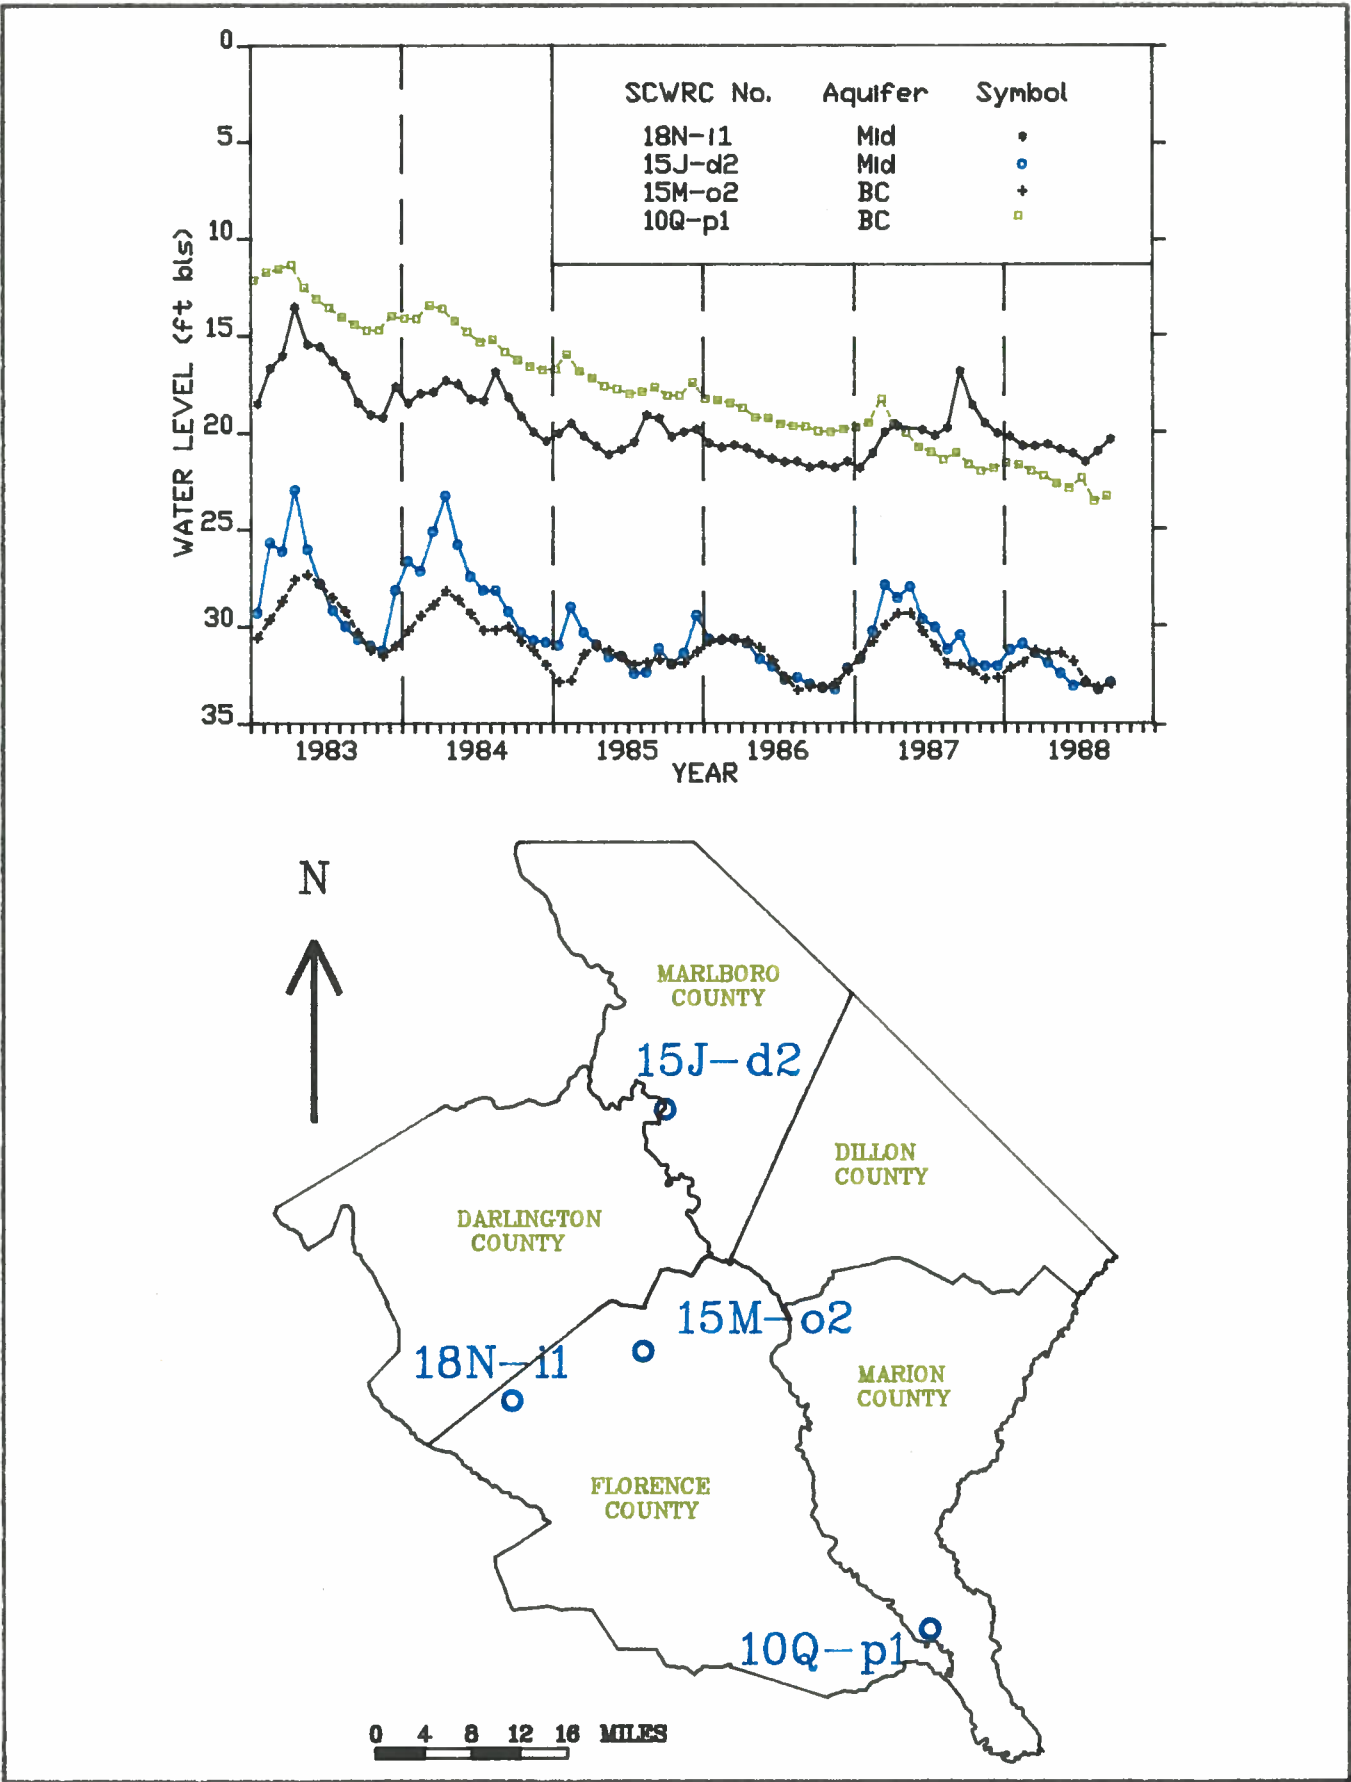 SCWRC No. Aquifer Symbol
18N-i1 Mid
15J-d2 Mid
15M-o2 BC
10Q-p1 BC
0
5
10
15
20
25
30
35
WATER LEVEL (ft bls)
1983 1984 1985 1986 1987 1988
YEAR
N
MARLBORO
COUNTY
15J-d2
DILLON
COUNTY
DARLINGTON
COUNTY
15M-o2
18N-i1
MARION
COUNTY
FLORENCE
COUNTY
10Q-p1
0 4 8 12 16 MILES